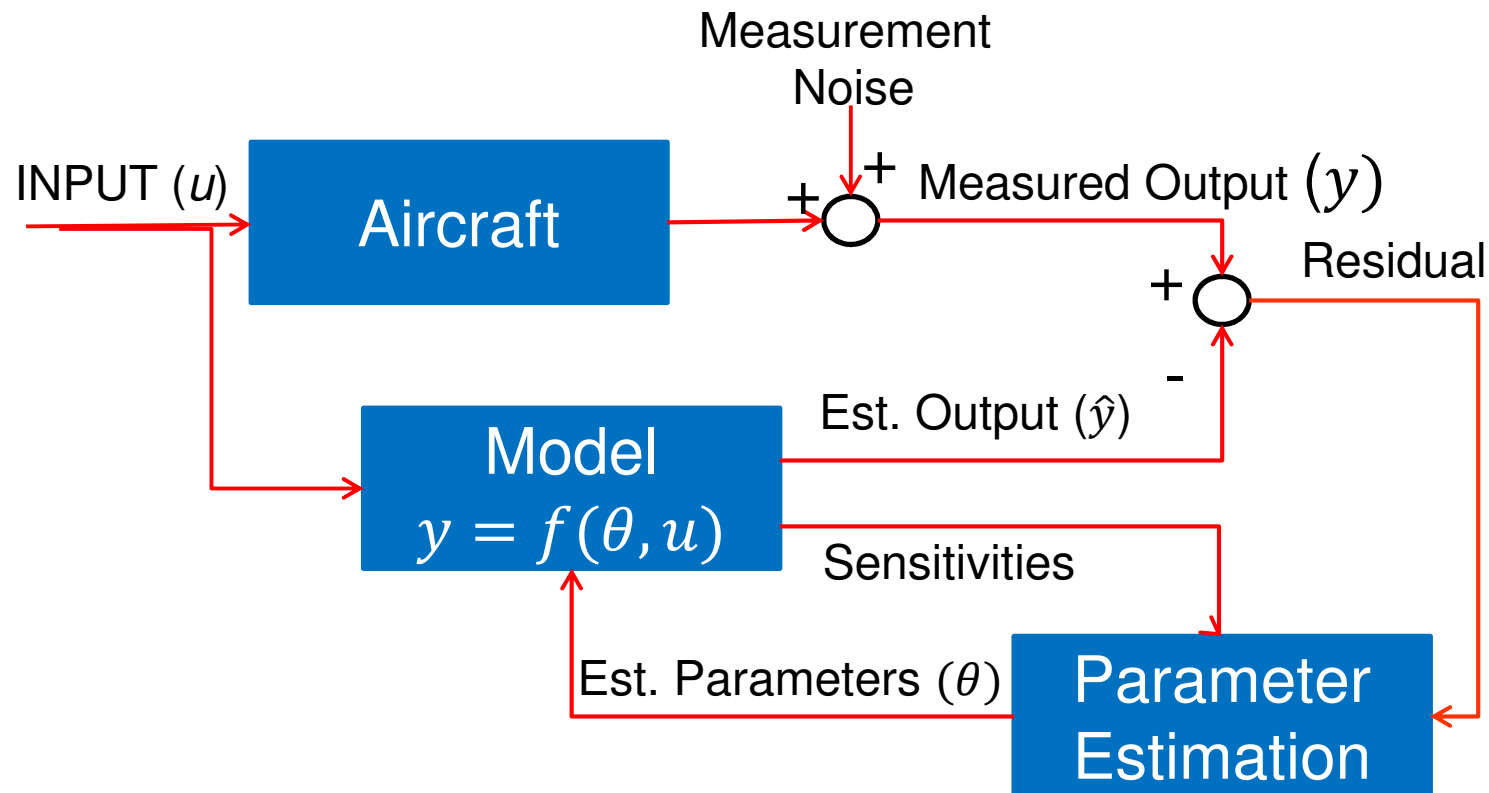 Measurement
Noise
INPUT (u)
Aircraft
+
+
Measured Output (y)
Residual
+
-
Est. Output (ŷ)
Model
y = f(θ, u)
Sensitivities
Est. Parameters (θ)
Parameter
Estimation